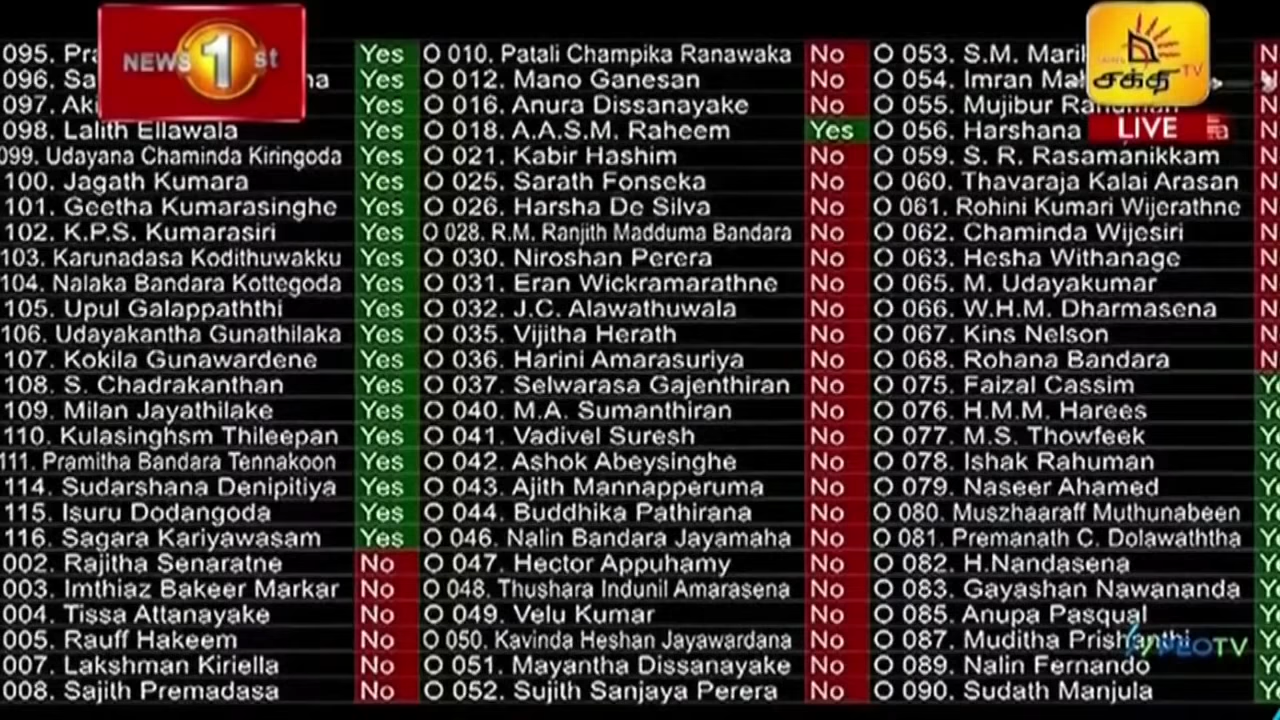 NEWS 1st
095. Pra Yes
096. Sa na Yes
097. Aki Yes
098. Lalith Ellawala Yes
099. Udayana Chaminda Kiringoda Yes
100. Jagath Kumara Yes
101. Geetha Kumarasinghe Yes
102. K.P.S. Kumarasiri Yes
103. Karunadasa Kodithuwakku Yes
104. Nalaka Bandara Kottegoda Yes
105. Upul Galappaththi Yes
106. Udayakantha Gunathilaka Yes
107. Kokila Gunawardene Yes
108. S. Chadrakanthan Yes
109. Milan Jayathilake Yes
110. Kulasinghsm Thileepan Yes
111. Pramitha Bandara Tennakoon Yes
114. Sudarshana Denipitiya Yes
115. Isuru Dodangoda Yes
116. Sagara Kariyawasam Yes
002. Rajitha Senaratne No
003. Imthiaz Bakeer Markar No
004. Tissa Attanayake No
005. Rauff Hakeem No
007. Lakshman Kiriella No
008. Sajith Premadasa No
O 010. Patali Champika Ranawaka No
O 012. Mano Ganesan No
O 016. Anura Dissanayake No
O 018. A.A.S.M. Raheem Yes
O 021. Kabir Hashim No
O 025. Sarath Fonseka No
O 026. Harsha De Silva No
O 028. R.M. Ranjith Madduma Bandara No
O 030. Niroshan Perera No
O 031. Eran Wickramarathne No
O 032. J.C. Alawathuwala No
O 035. Vijitha Herath No
O 036. Harini Amarasuriya No
O 037. Selwarasa Gajenthiran No
O 040. M.A. Sumanthiran No
O 041. Vadivel Suresh No
O 042. Ashok Abeysinghe No
O 043. Ajith Mannapperuma No
O 044. Buddhika Pathirana No
O 046. Nalin Bandara Jayamaha No
O 047. Hector Appuhamy No
O 048. Thushara Indunil Amarasena No
O 049. Velu Kumar No
O 050. Kavinda Heshan Jayawardana No
O 051. Mayantha Dissanayake No
O 052. Sujith Sanjaya Perera No
சக்தி TV
LIVE
O 053. S.M. Mari N
O 054. Imran
O 055. Mujibur Rahuman N
O 056. Harshana
O 059. S. R. Rasamanikkam N
O 060. Thavaraja Kalai Arasan N
O 061. Rohini Kumari Wijerathne N
O 062. Chaminda Wijesiri N
O 063. Hesha Withanage N
O 065. M. Udayakumar N
O 066. W.H.M. Dharmasena N
O 067. Kins Nelson N
O 068. Rohana Bandara N
O 075. Faizal Cassim Y
O 076. H.M.M. Harees Y
O 077. M.S. Thowfeek Y
O 078. Ishak Rahuman Y
O 079. Naseer Ahamed Y
O 080. Muszhaaraff Muthunabeen Y
O 081. Premanath C. Dolawaththa Y
O 082. H.Nandasena Y
O 083. Gayashan Nawananda Y
O 085. Anupa Pasqual Y
O 087. Muditha Prishanthi Y
O 089. Nalin Fernando Y
O 090. Sudath Manjula Y